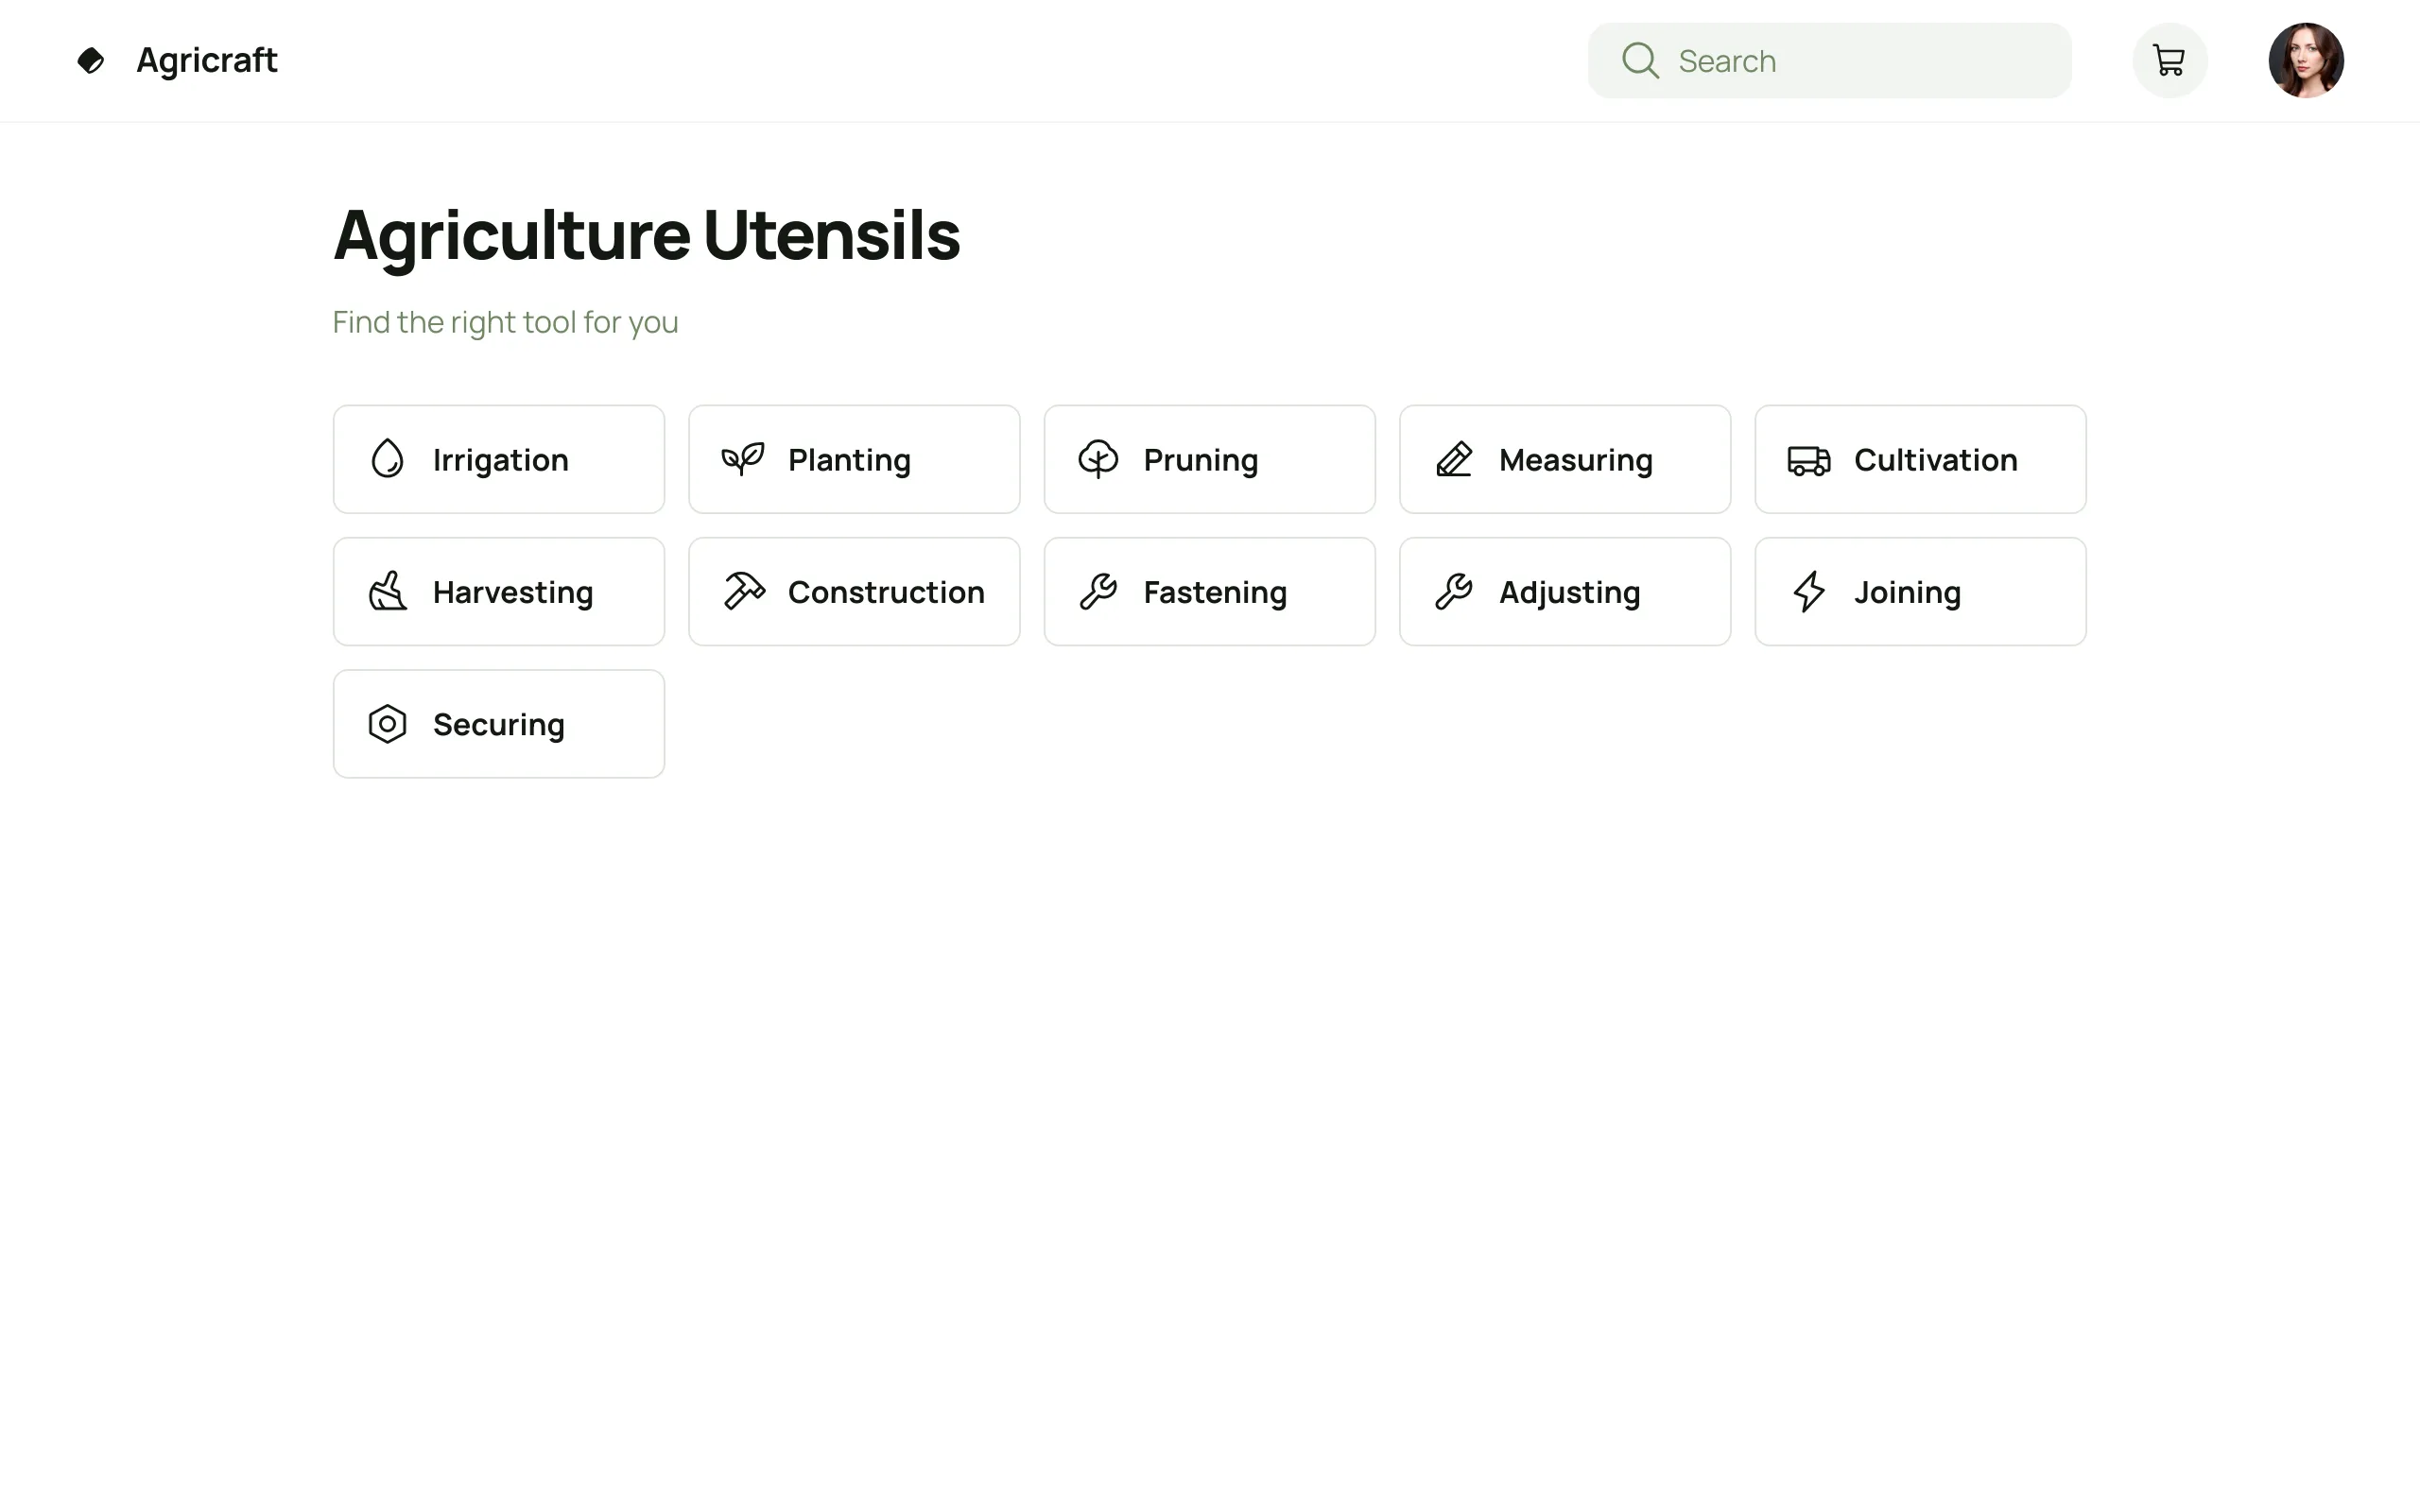 Agricraft
Search
Agriculture Utensils
Find the right tool for you
Irrigation
Planting
Pruning
Measuring
Cultivation
Harvesting
Construction
Fastening
Adjusting
Joining
Securing